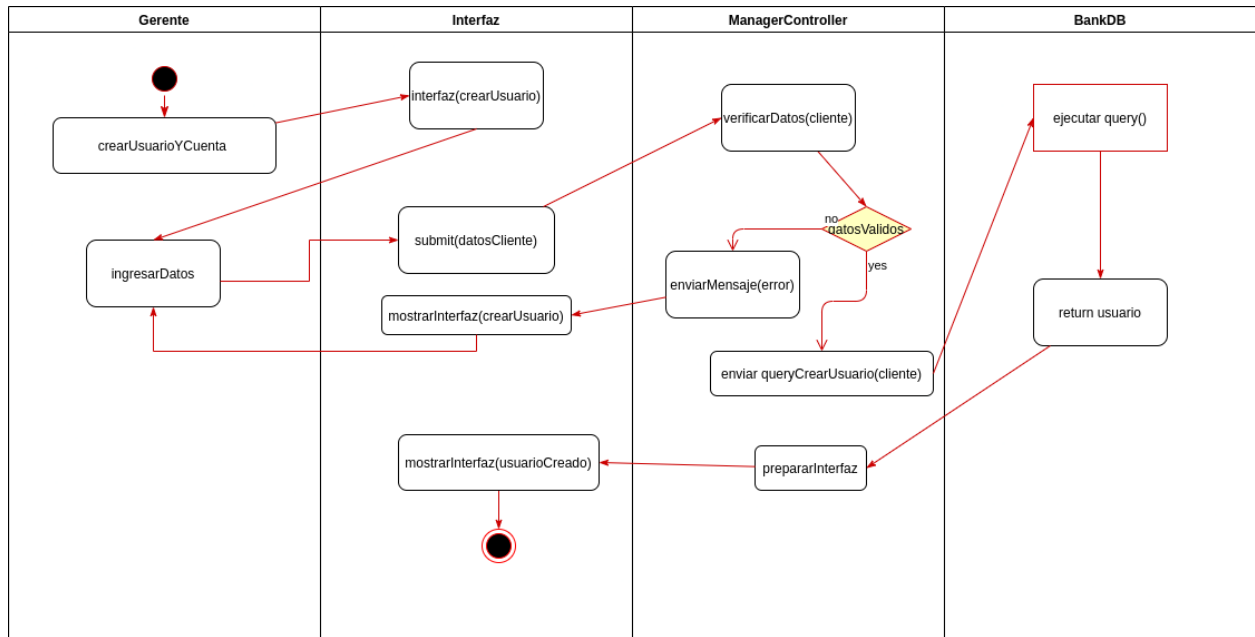 Gerente
Interfaz
ManagerController
BankDB
interfaz(crearUsuario)
verificarDatos(cliente)
ejecutar query()
crearUsuarioYCuenta
no
datosValidos
submit(datosCliente)
ingresarDatos
yes
enviarMensaje(error)
mostrarInterfaz(crearUsuario)
return usuario
enviar queryCrearUsuario(cliente)
mostrarInterfaz(usuarioCreado)
prepararInterfaz